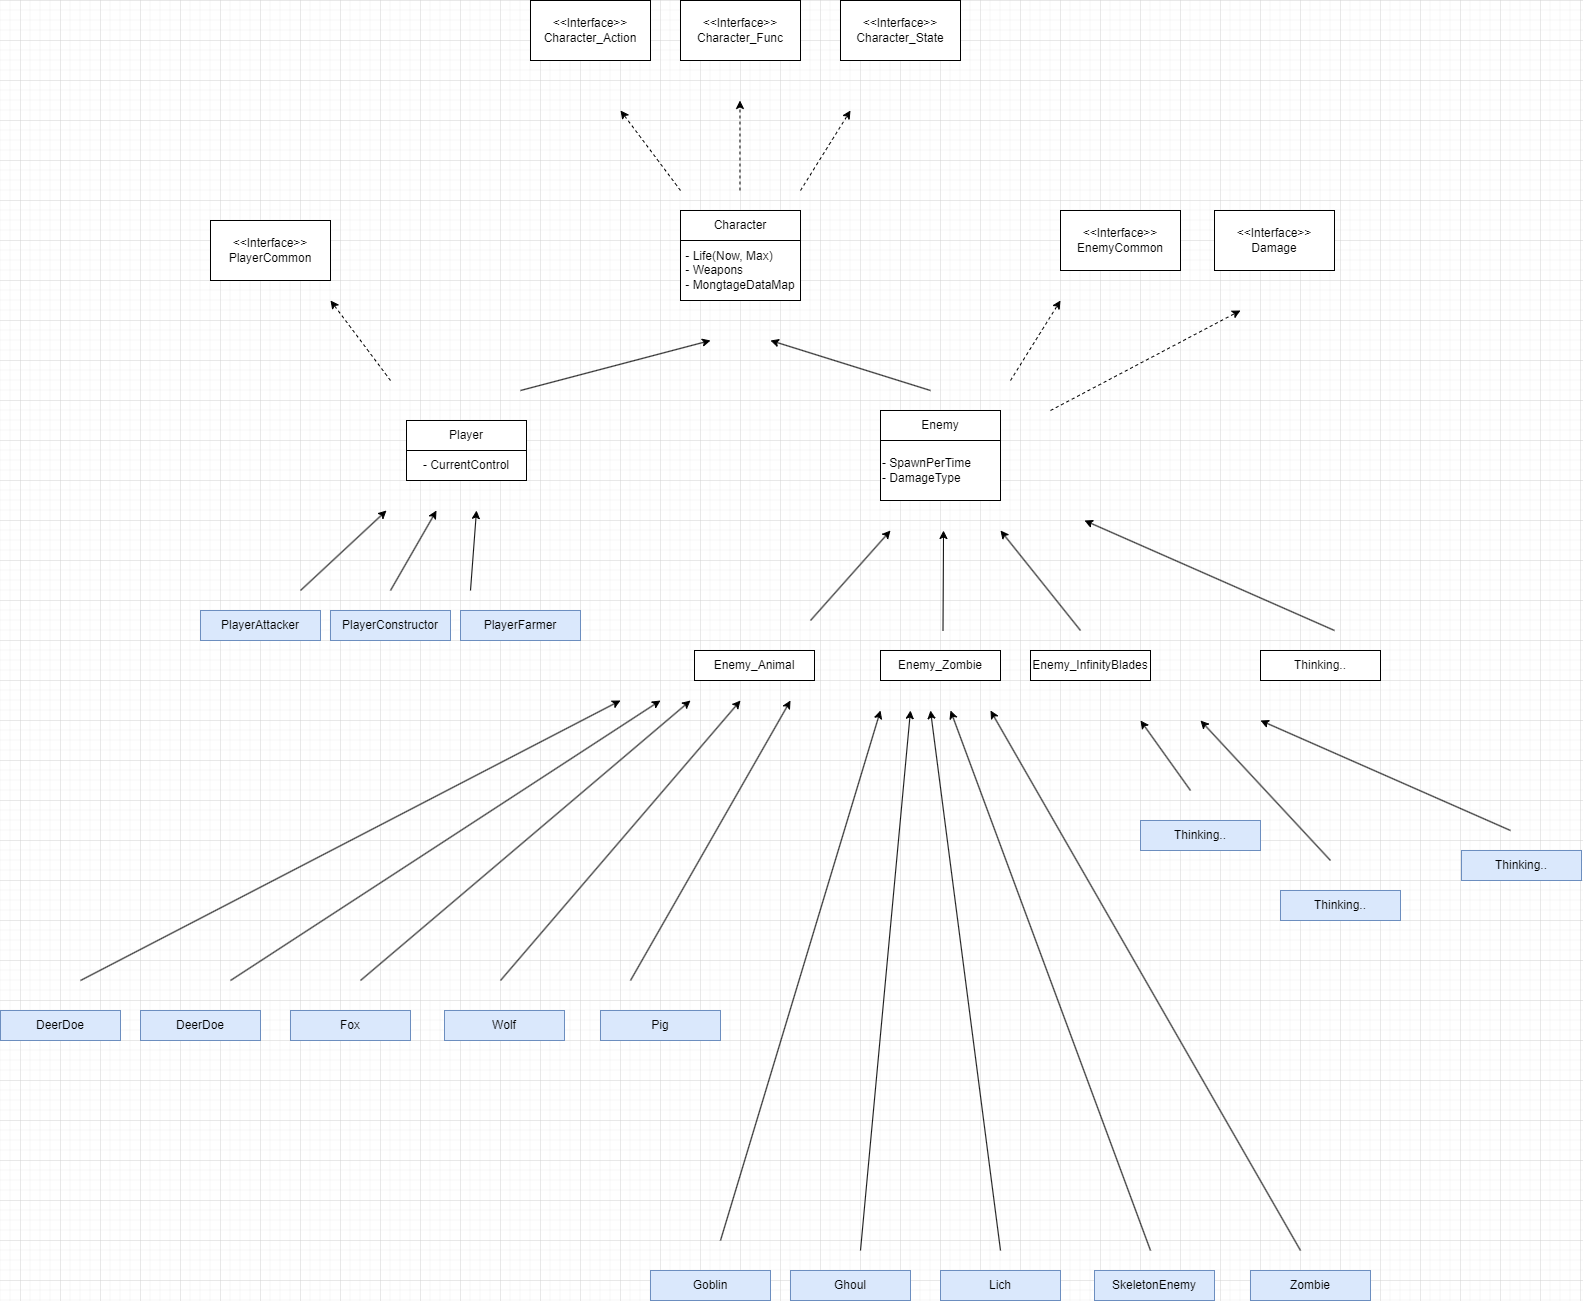 <<Interface>>
Character_Action
<<Interface>>
Character_Func
<<Interface>>
Character_State
<<Interface>>
PlayerCommon
Character
- Life(Now, Max)
- Weapons
- MongtageDataMap
<<Interface>>
EnemyCommon
<<Interface>>
Damage
Player
- CurrentControl
Enemy
- SpawnPerTime
- DamageType
PlayerAttacker
PlayerConstructor
PlayerFarmer
Enemy_Animal
Enemy_Zombie
Enemy_InfinityBlades
Thinking..
Thinking..
Thinking..
Thinking..
DeerDoe
DeerDoe
Fox
Wolf
Pig
Goblin
Ghoul
Lich
SkeletonEnemy
Zombie